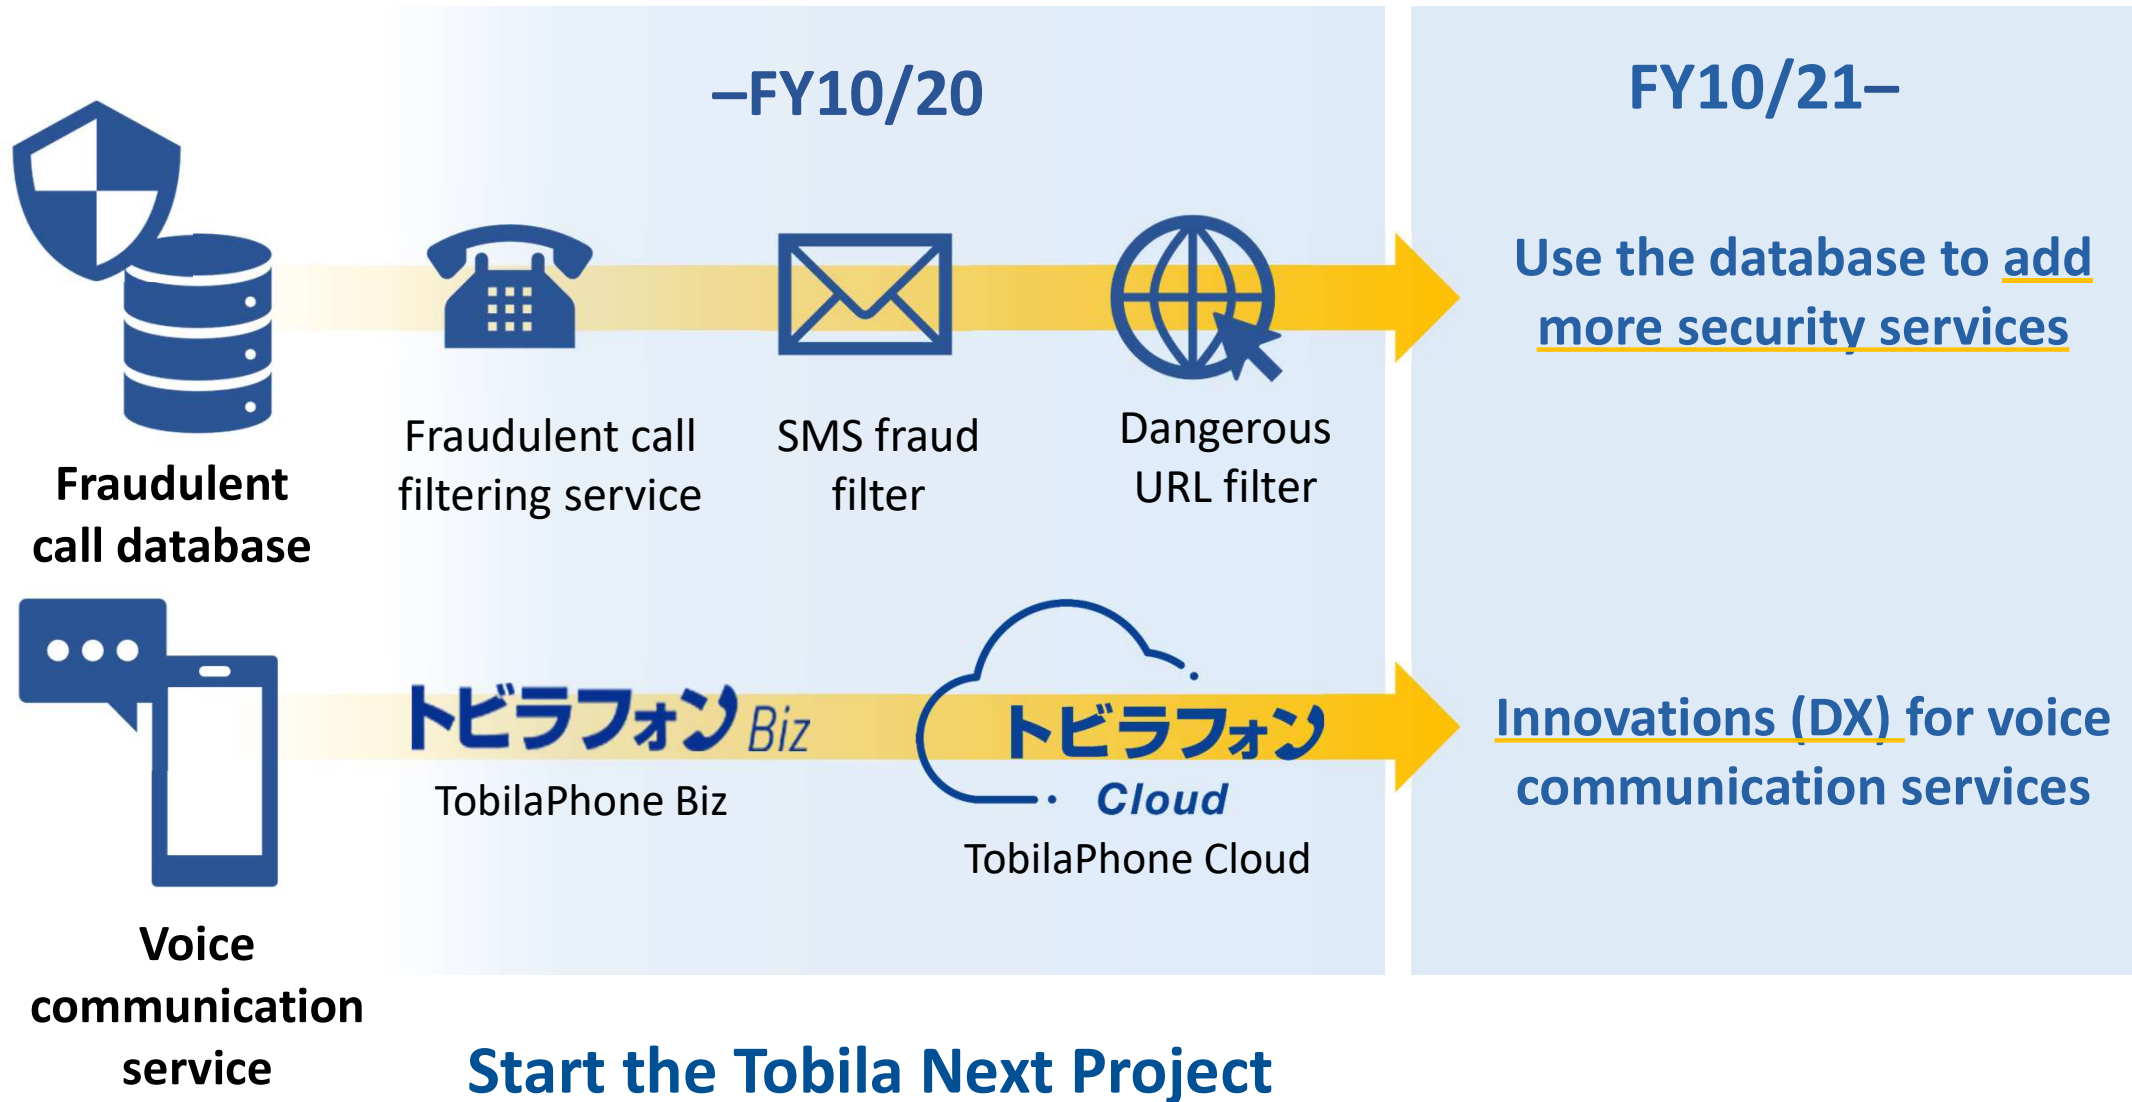 –FY10/20
FY10/21–
Fraudulent
call database
Fraudulent call
filtering service
SMS fraud
filter
Dangerous
URL filter
Use the database to add
more security services
Voice
communication
service
トビラフォン Biz
TobilaPhone Biz
トビラフォン
Cloud
TobilaPhone Cloud
Innovations (DX) for voice
communication services
Start the Tobila Next Project